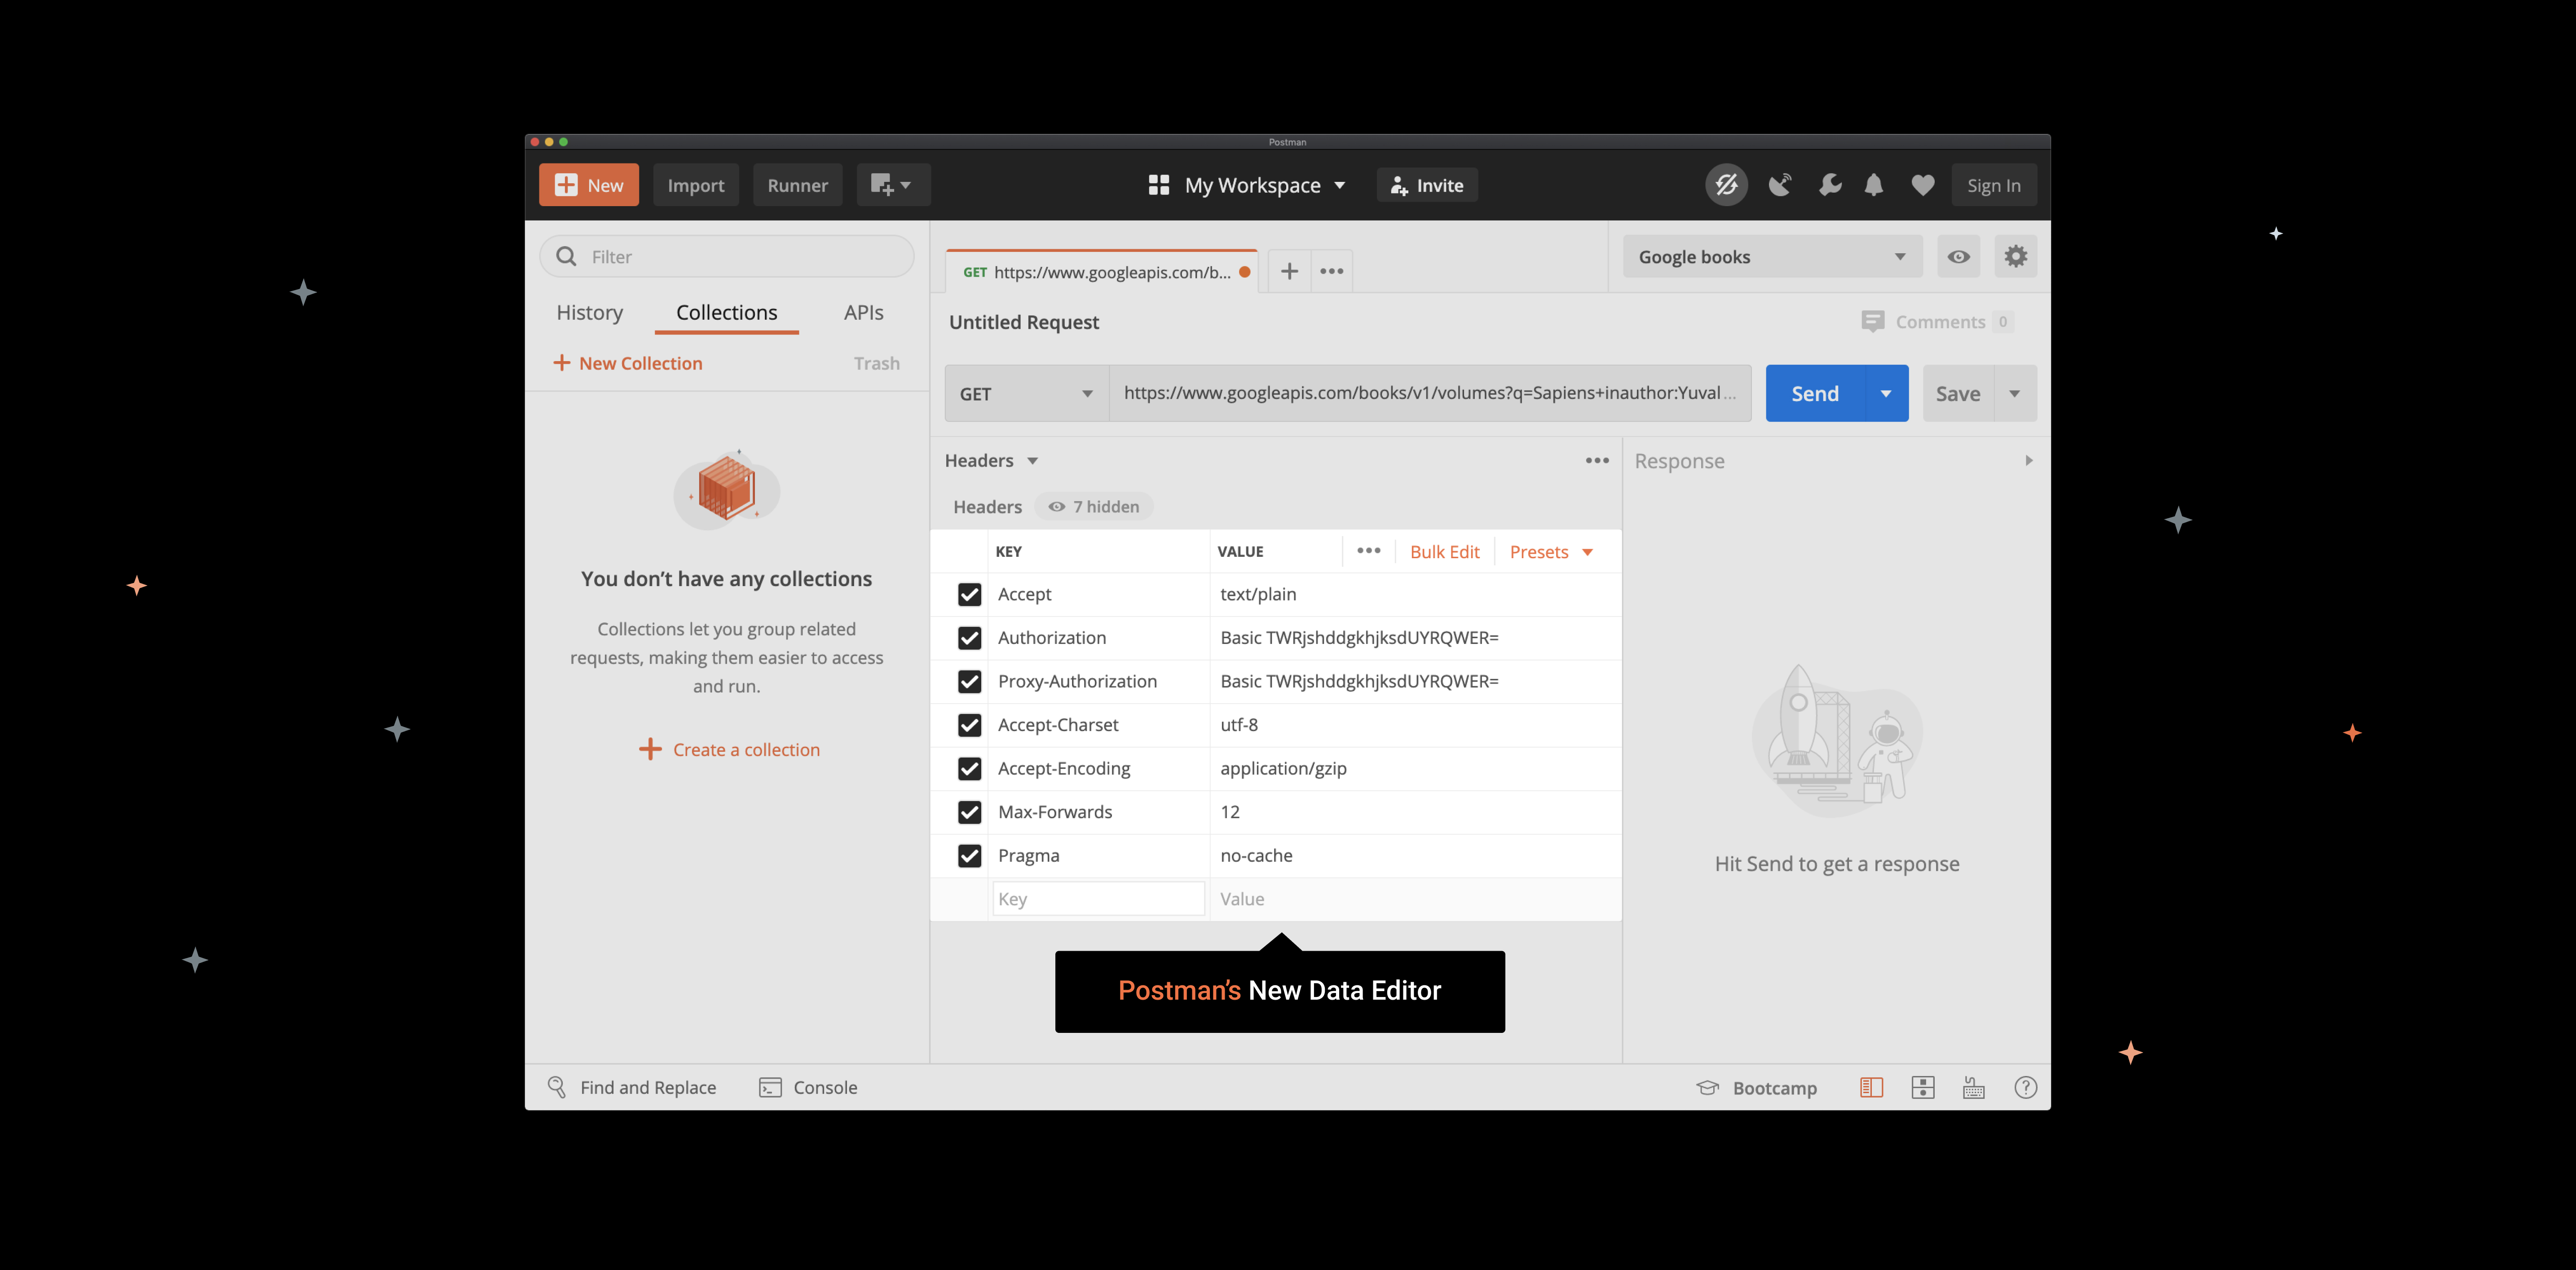 Postman
New
Import
Runner
My Workspace
Invite
Sign In
Filter
History
Collections
APIs
New Collection
Trash
You don’t have any collections
Collections let you group related
requests, making them easier to access
and run.
Create a collection
GET https://www.googleapis.com/b...
Google books
Untitled Request
Comments 0
GET
https://www.googleapis.com/books/v1/volumes?q=Sapiens+inauthor:Yuval...
Send
Save
Headers
Headers 7 hidden
KEY VALUE Bulk Edit Presets
Accept text/plain
Authorization Basic TWRjshddgkhjksdUYRQWER=
Proxy-Authorization Basic TWRjshddgkhjksdUYRQWER=
Accept-Charset utf-8
Accept-Encoding application/gzip
Max-Forwards 12
Pragma no-cache
Key Value
Postman’s New Data Editor
Response
Hit Send to get a response
Find and Replace
Console
Bootcamp